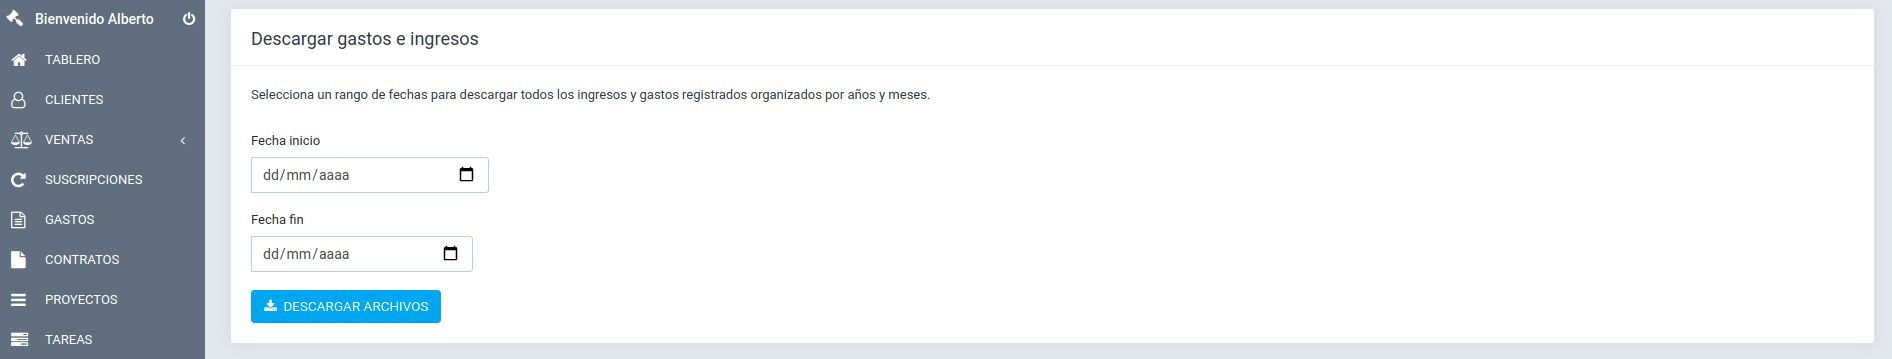 Bienvenido Alberto
TABLERO
CLIENTES
VENTAS
SUSCRIPCIONES
GASTOS
CONTRATOS
PROYECTOS
TAREAS
Descargar gastos e ingresos
Selecciona un rango de fechas para descargar todos los ingresos y gastos registrados organizados por años y meses.
Fecha inicio
dd/mm/aaaa
Fecha fin
dd/mm/aaaa
DESCARGAR ARCHIVOS